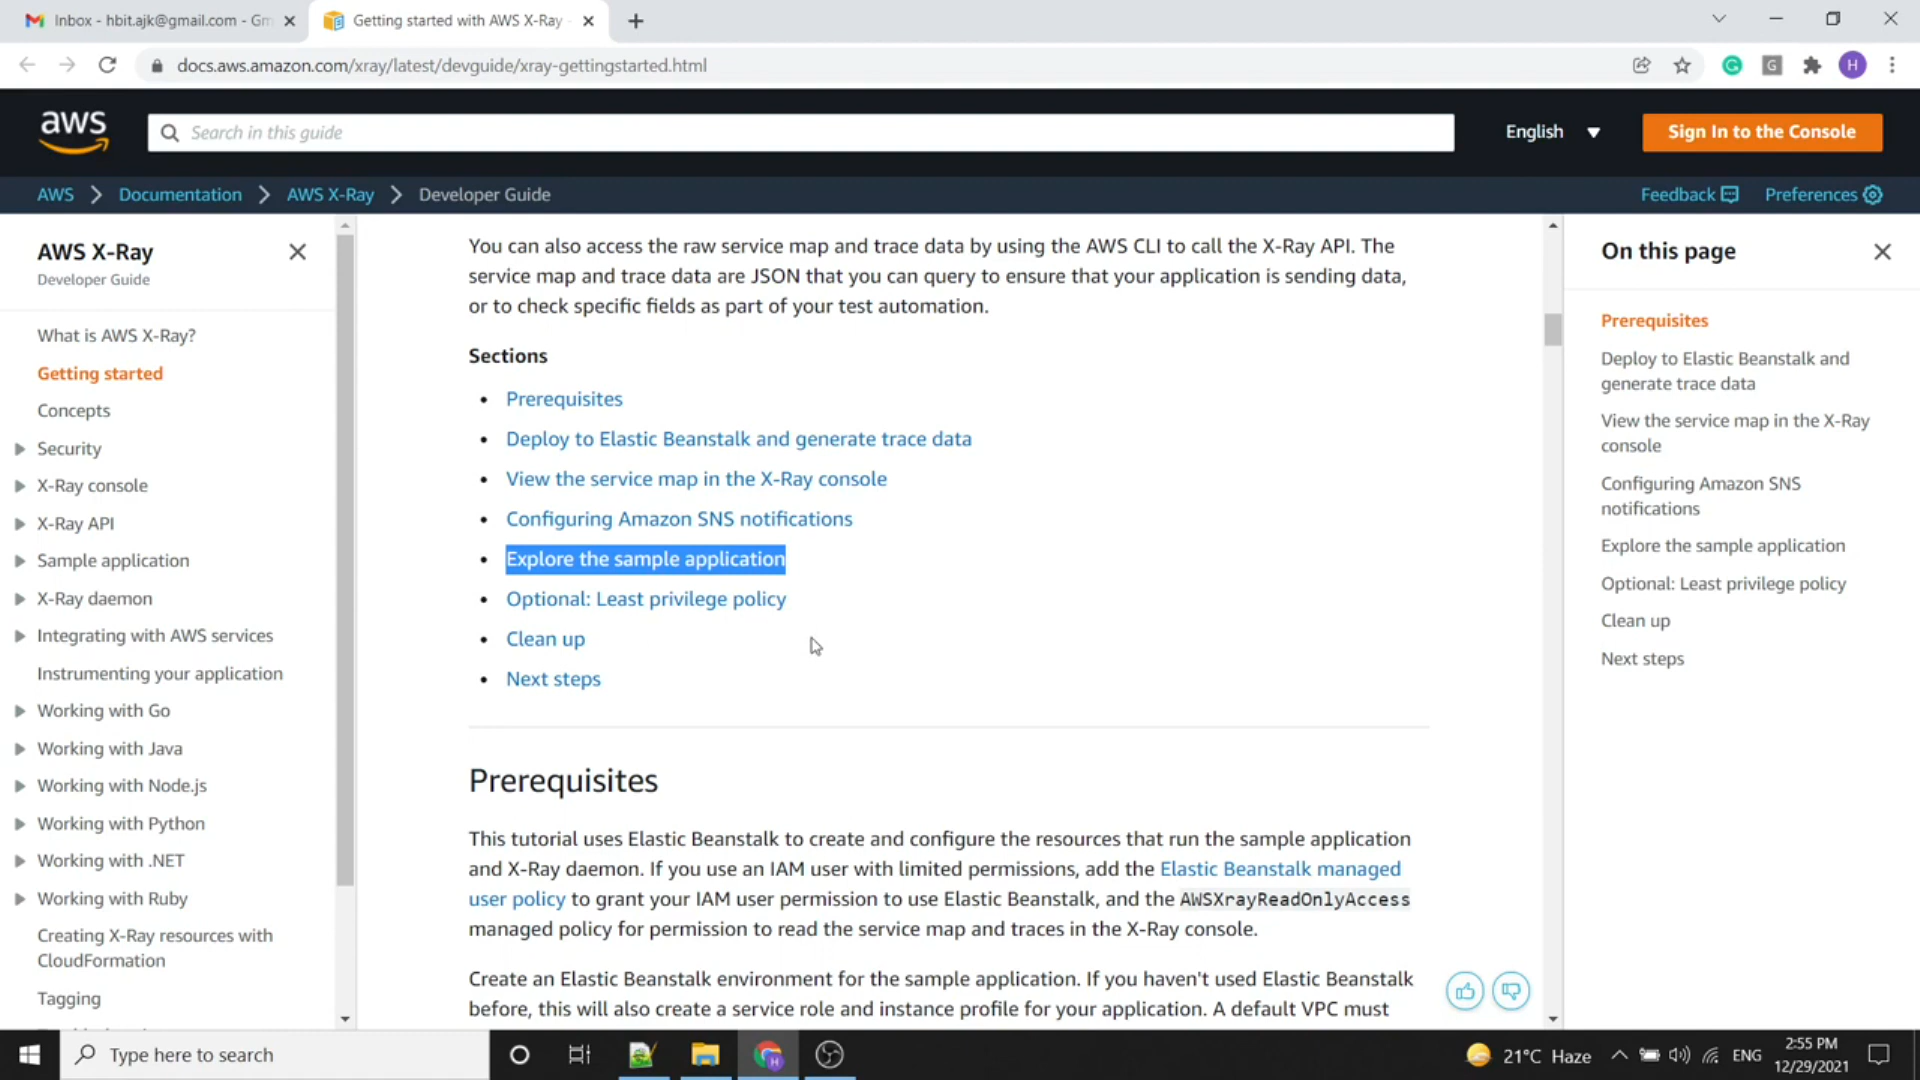 Inbox - hbit.ajk@gmail.com - Gm
Getting started with AWS X-Ray -
docs.aws.amazon.com/xray/latest/devguide/xray-gettingstarted.html
G
H
aws
Search in this guide
English
Sign In to the Console
AWS
Documentation
AWS X-Ray
Developer Guide
Feedback
Preferences
AWS X-Ray
Developer Guide
What is AWS X-Ray?
Getting started
Concepts
Security
X-Ray console
X-Ray API
Sample application
X-Ray daemon
Integrating with AWS services
Instrumenting your application
Working with Go
Working with Java
Working with Node.js
Working with Python
Working with .NET
Working with Ruby
Creating X-Ray resources with
CloudFormation
Tagging
You can also access the raw service map and trace data by using the AWS CLI to call the X-Ray API. The
service map and trace data are JSON that you can query to ensure that your application is sending data,
or to check specific fields as part of your test automation.
Sections
• Prerequisites
• Deploy to Elastic Beanstalk and generate trace data
• View the service map in the X-Ray console
• Configuring Amazon SNS notifications
• Explore the sample application
• Optional: Least privilege policy
• Clean up
• Next steps
Prerequisites
This tutorial uses Elastic Beanstalk to create and configure the resources that run the sample application
and X-Ray daemon. If you use an IAM user with limited permissions, add the Elastic Beanstalk managed
user policy to grant your IAM user permission to use Elastic Beanstalk, and the AWSXrayReadOnlyAccess
managed policy for permission to read the service map and traces in the X-Ray console.
Create an Elastic Beanstalk environment for the sample application. If you haven't used Elastic Beanstalk
before, this will also create a service role and instance profile for your application. A default VPC must
On this page
Prerequisites
Deploy to Elastic Beanstalk and
generate trace data
View the service map in the X-Ray
console
Configuring Amazon SNS
notifications
Explore the sample application
Optional: Least privilege policy
Clean up
Next steps
Type here to search
H
21°C Haze
ENG
2:55 PM
12/29/2021